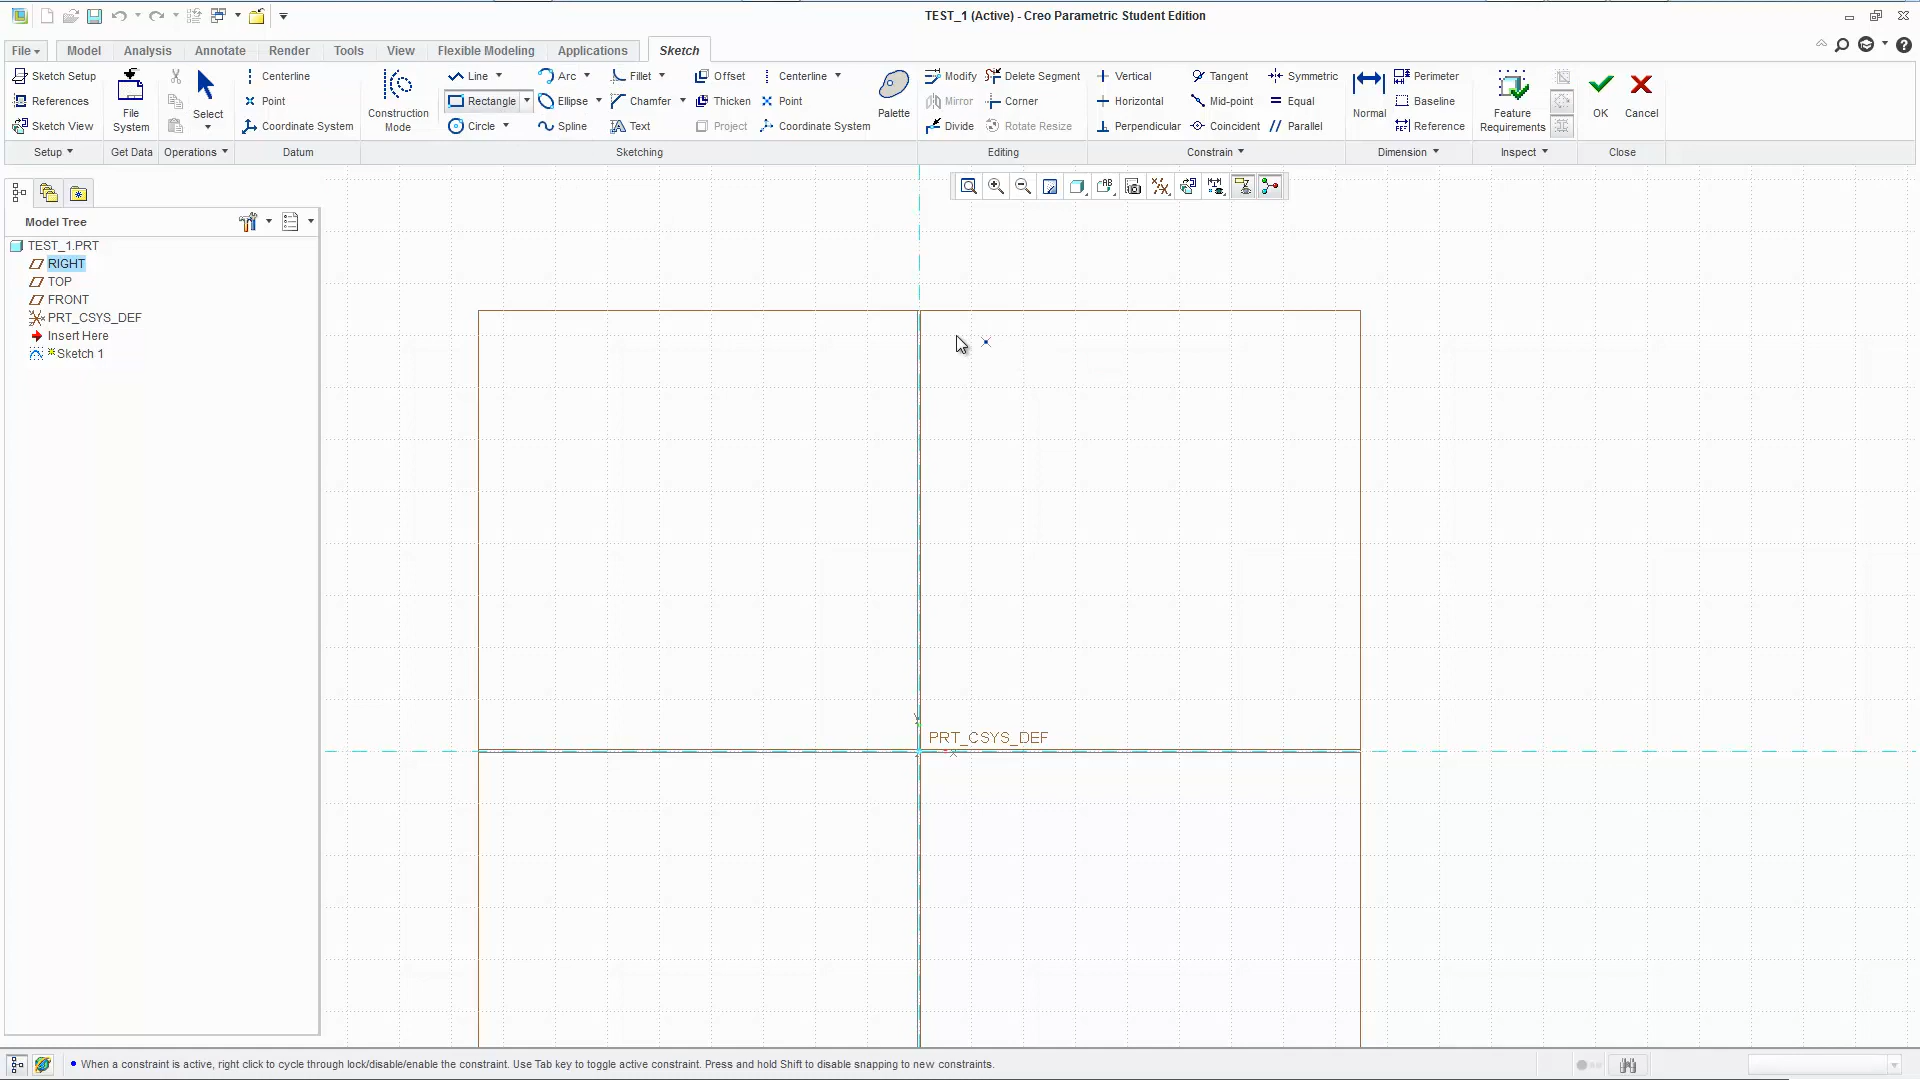 TEST_1 (Active) - Creo Parametric Student Edition
File Model Analysis Annotate Render Tools View Flexible Modeling Applications Sketch
Sketch Setup
References
Sketch View
Setup
File System
Get Data
Select
Operations
Centerline
Point
Coordinate System
Datum
Construction Mode
Line Arc Fillet Offset Centerline
Rectangle Ellipse Chamfer Thicken Point
Circle Spline Text Project Coordinate System
Palette
Sketching
Modify Delete Segment
Mirror Corner
Divide Rotate Resize
Editing
Vertical Tangent Symmetric
Horizontal Mid-point Equal
Perpendicular Coincident Parallel
Constrain
Normal
Perimeter
Baseline
Reference
Dimension
Feature Requirements
Inspect
OK
Cancel
Close
Model Tree
TEST_1.PRT
RIGHT
TOP
FRONT
PRT_CSYS_DEF
Insert Here
Sketch 1
PRT_CSYS_DEF
When a constraint is active, right click to cycle through lock/disable/enable the constraint. Use Tab key to toggle active constraint. Press and hold Shift to disable snapping to new constraints.